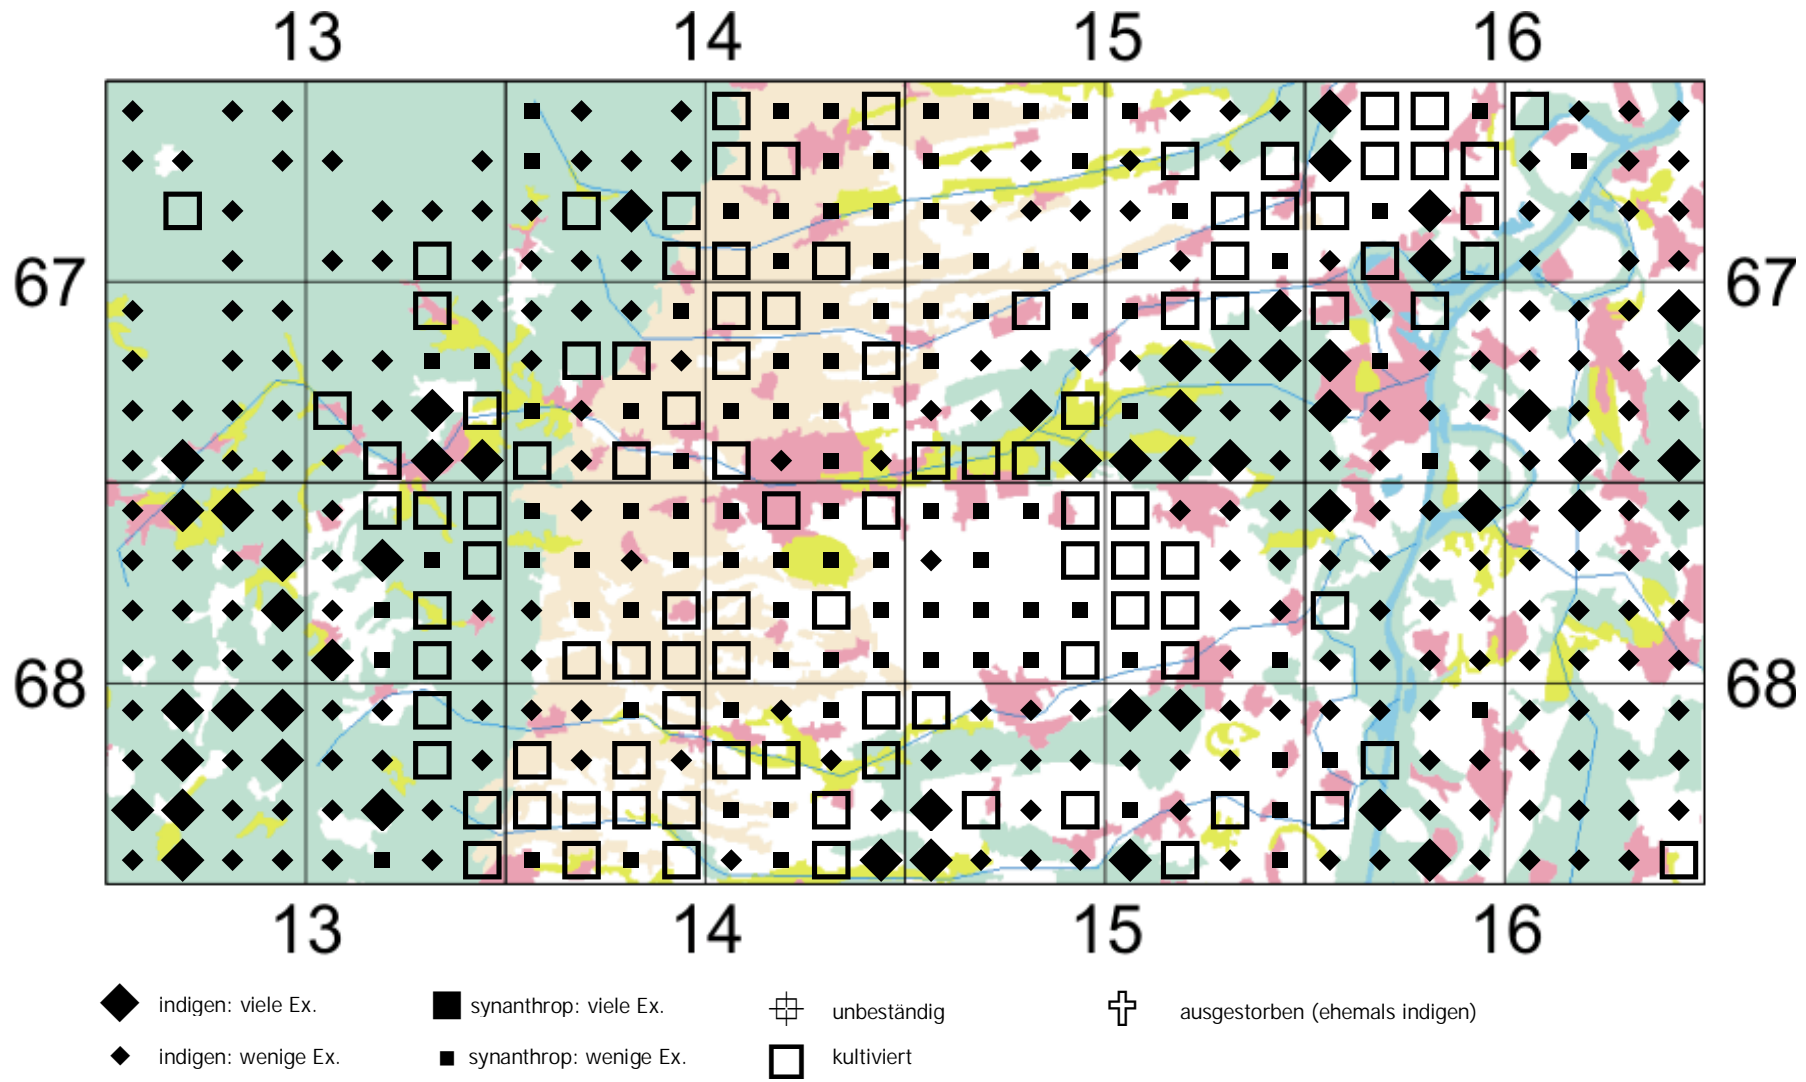 13 14 15 16
67 67
68 68
13 14 15 16
indigen: viele Ex. synanthrop: viele Ex. unbeständig ausgestorben (ehemals indigen)
indigen: wenige Ex. synanthrop: wenige Ex. kultiviert